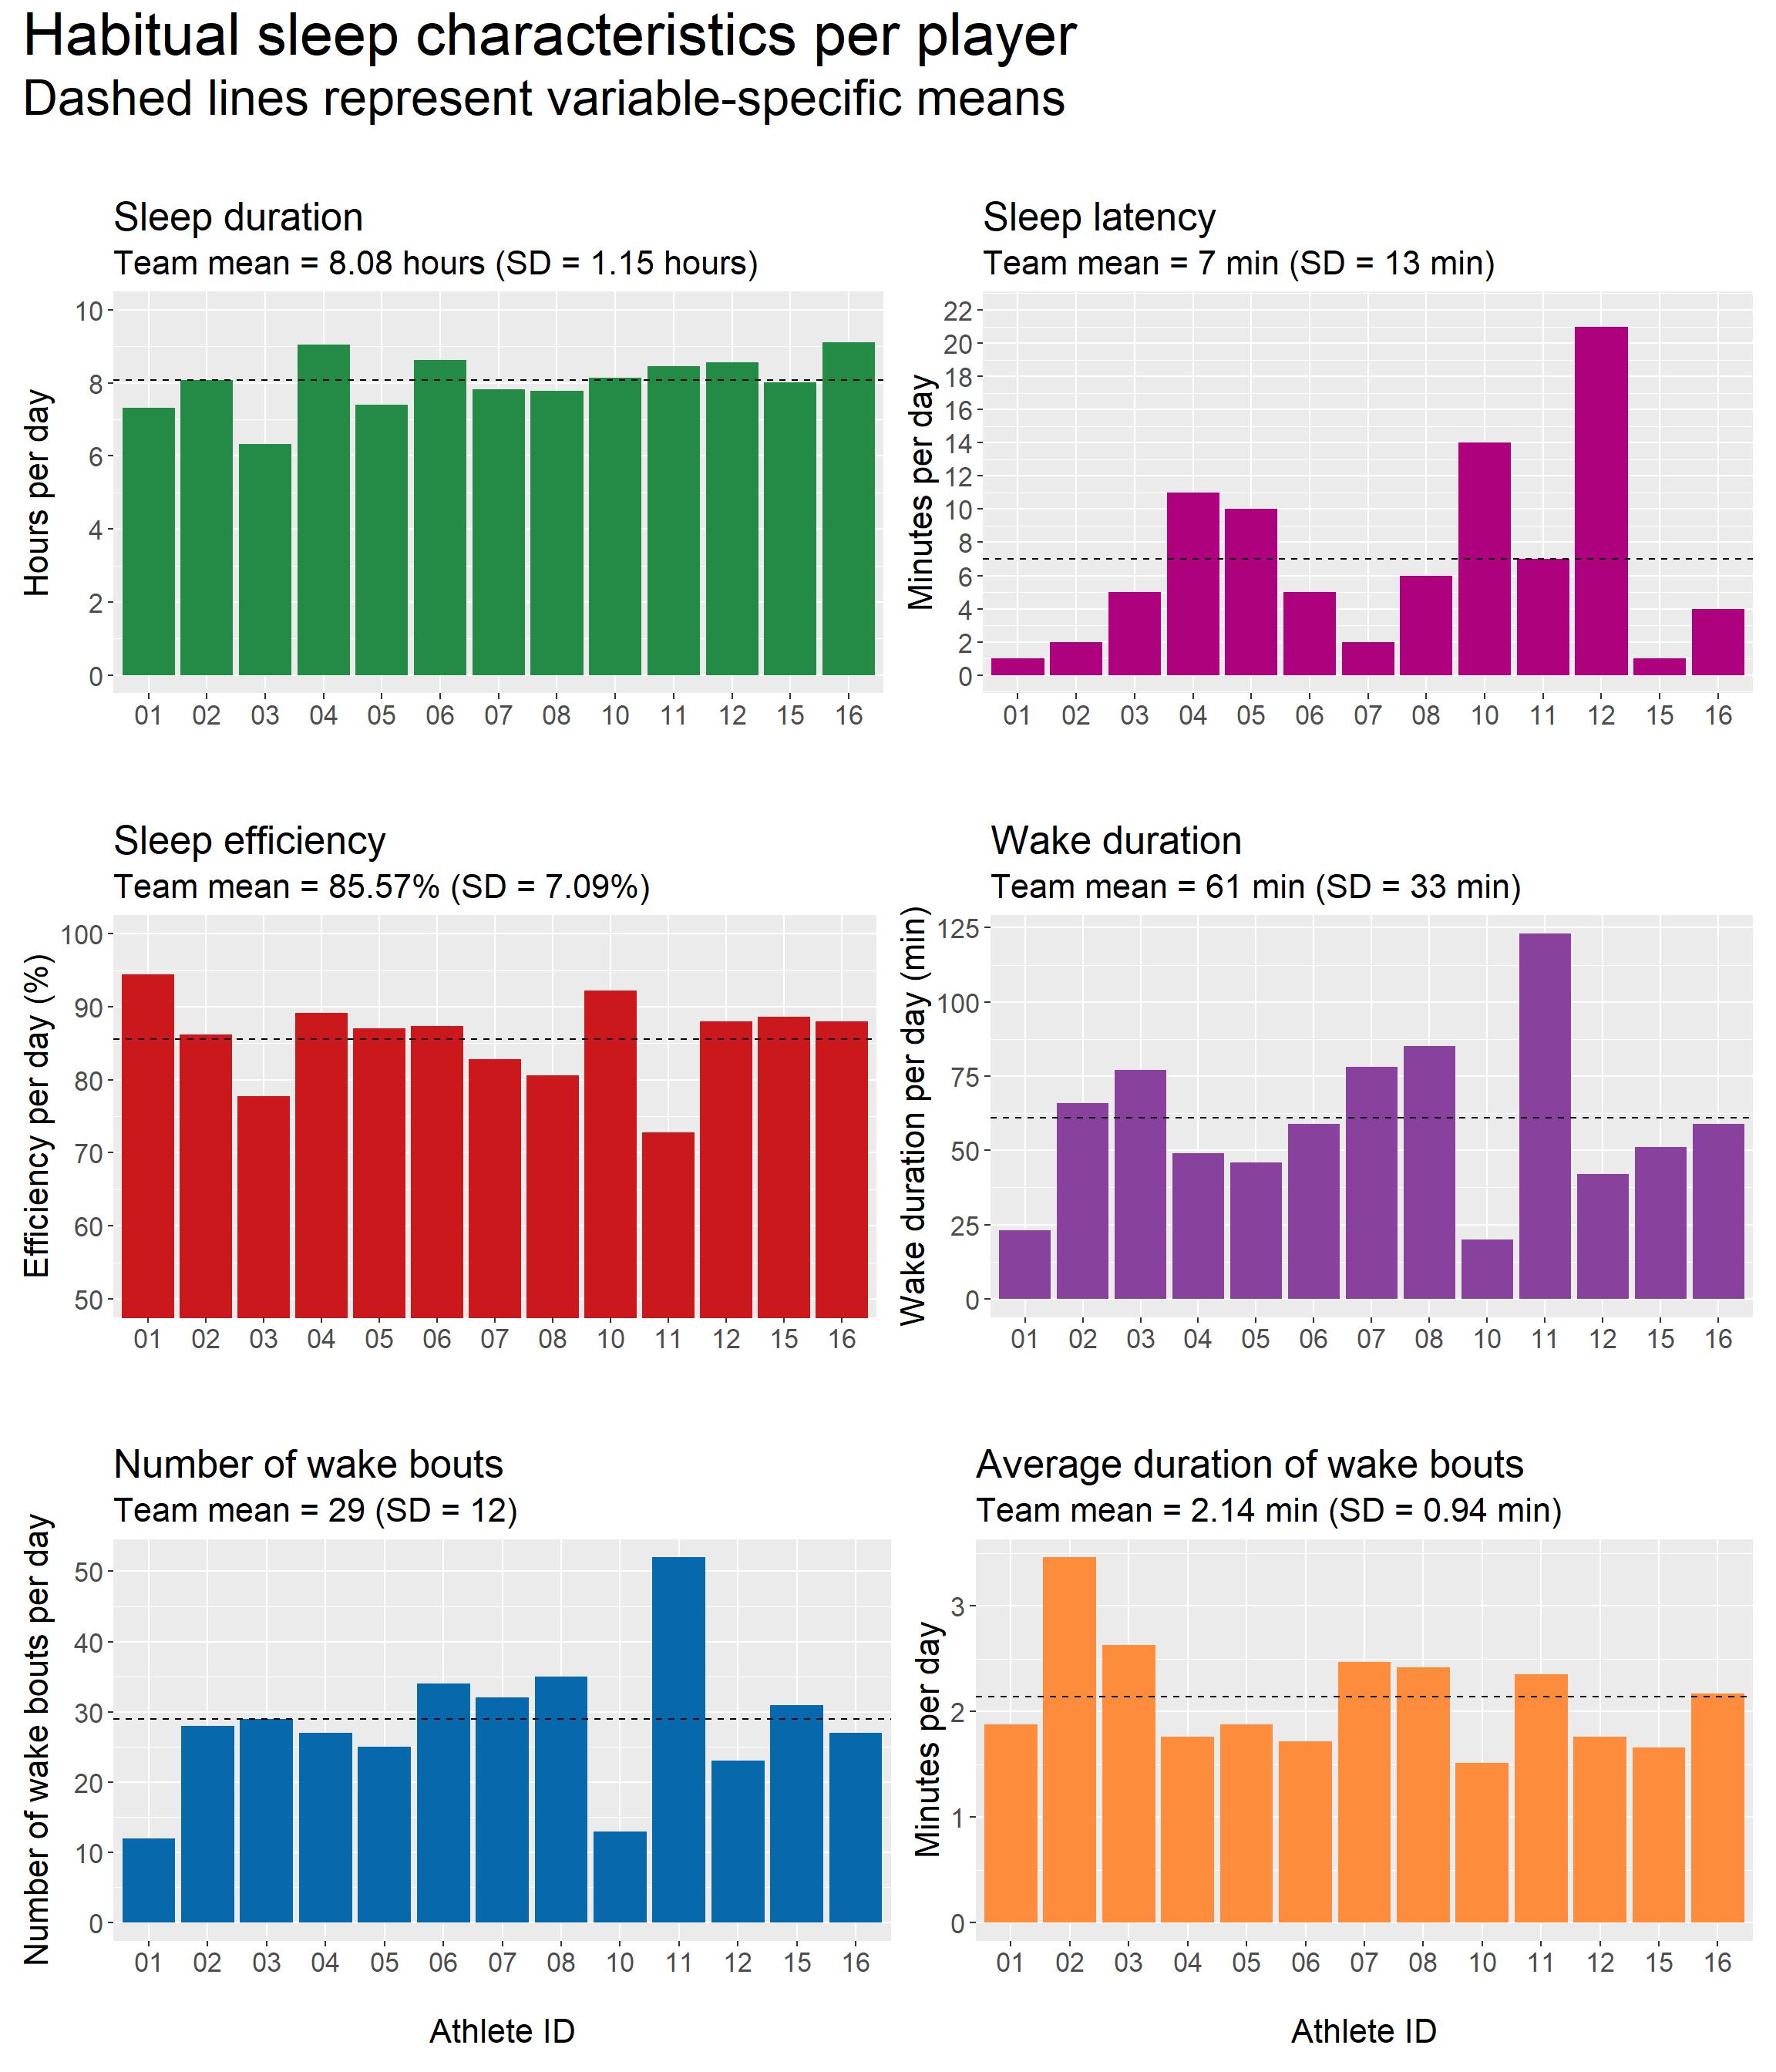 Habitual sleep characteristics per player
Dashed lines represent variable-specific means
Sleep duration
Team mean = 8.08 hours (SD = 1.15 hours)
Hours per day
10
8
6
4
2
0
01 02 03 04 05 06 07 08 10 11 12 15 16
Sleep latency
Team mean = 7 min (SD = 13 min)
Minutes per day
22
20
18
16
14
12
10
8
6
4
2
0
01 02 03 04 05 06 07 08 10 11 12 15 16
Sleep efficiency
Team mean = 85.57% (SD = 7.09%)
Efficiency per day (%)
100
90
80
70
60
50
01 02 03 04 05 06 07 08 10 11 12 15 16
Wake duration
Team mean = 61 min (SD = 33 min)
Wake duration per day (min)
125
100
75
50
25
0
01 02 03 04 05 06 07 08 10 11 12 15 16
Number of wake bouts
Team mean = 29 (SD = 12)
Number of wake bouts per day
50
40
30
20
10
0
01 02 03 04 05 06 07 08 10 11 12 15 16
Athlete ID
Average duration of wake bouts
Team mean = 2.14 min (SD = 0.94 min)
Minutes per day
3
2
1
0
01 02 03 04 05 06 07 08 10 11 12 15 16
Athlete ID